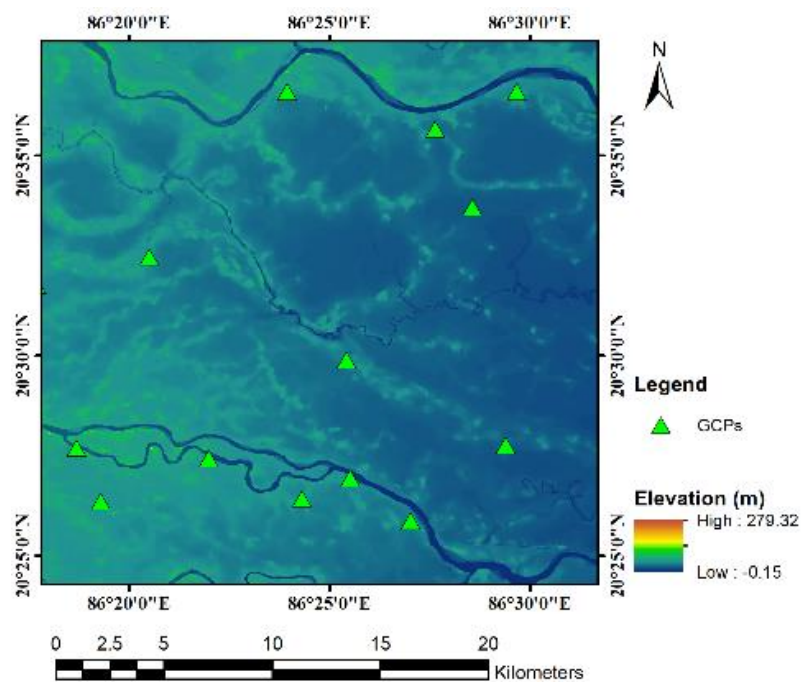 86°20'0"E 86°25'0"E 86°30'0"E
N
20°35'0"N 20°35'0"N
20°30'0"N 20°30'0"N
Legend
GCPs
Elevation (m)
High : 279.32
Low : -0.15
20°25'0"N 20°25'0"N
86°20'0"E 86°25'0"E 86°30'0"E
0 2.5 5 10 15 20
Kilometers